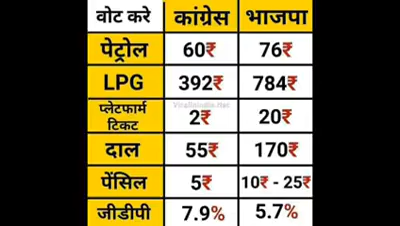 वोट करे कांग्रेस भाजपा
पेट्रोल 60₹ 76₹
LPG 392₹ 784₹
प्लेटफार्म टिकट 2₹ 20₹
दाल 55₹ 170₹
पेंसिल 5₹ 10₹ - 25₹
जीडीपी 7.9% 5.7%